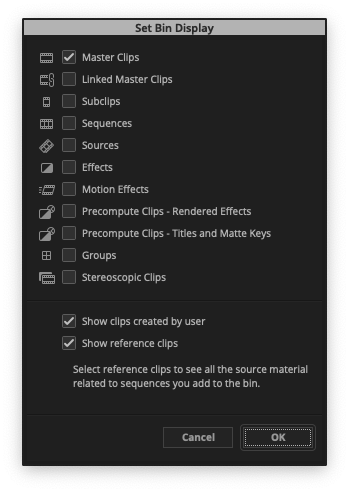 Set Bin Display
Master Clips
Linked Master Clips
Subclips
Sequences
Sources
Effects
Motion Effects
Precompute Clips - Rendered Effects
Precompute Clips - Titles and Matte Keys
Groups
Stereoscopic Clips
Show clips created by user
Show reference clips
Select reference clips to see all the source material
related to sequences you add to the bin.
Cancel
OK